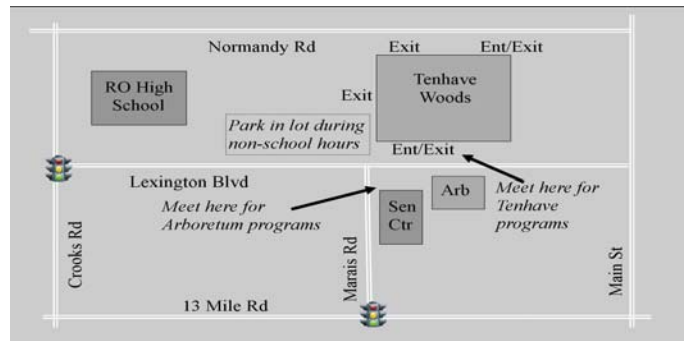 Normandy Rd
Exit
Ent/Exit
RO High
School
Tenhave
Woods
Exit
Park in lot during
non-school hours
Ent/Exit
Lexington Blvd
Meet here for
Arboretum programs
Sen
Ctr
Arb
Meet here for
Tenhave
programs
Crooks Rd
Marais Rd
Main St
13 Mile Rd